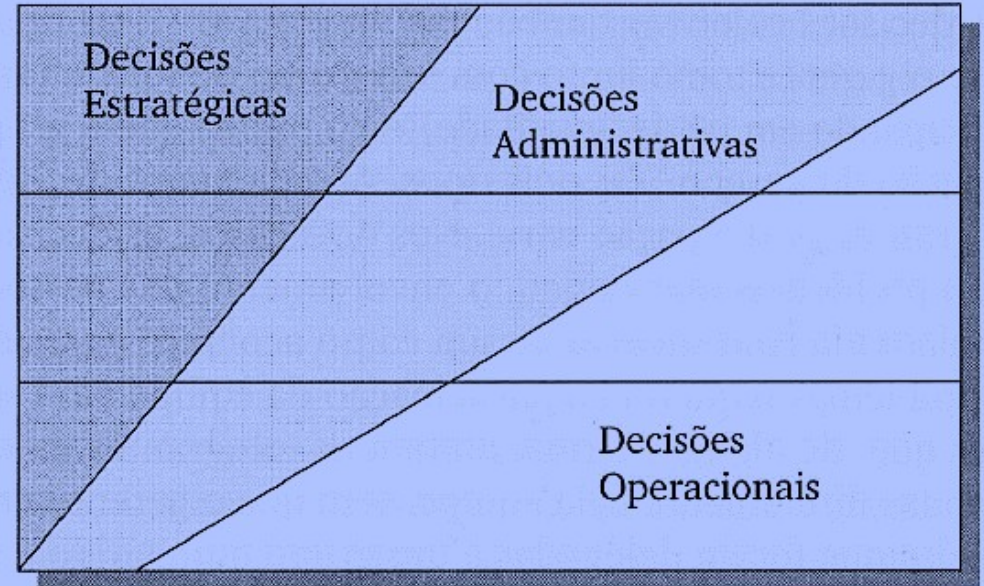 Decisões
Estratégicas
Decisões
Administrativas
Decisões
Operacionais